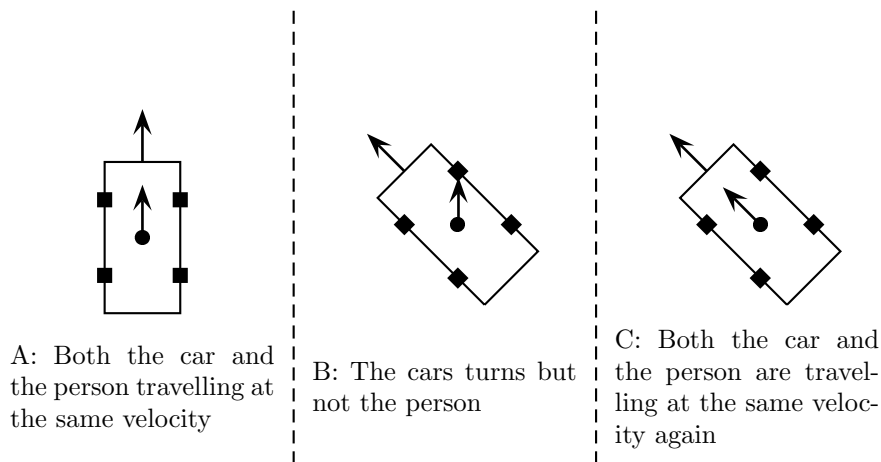 A: Both the car and
the person travelling at
the same velocity
B: The cars turns but
not the person
C: Both the car and
the person are travel-
ling at the same veloc-
ity again